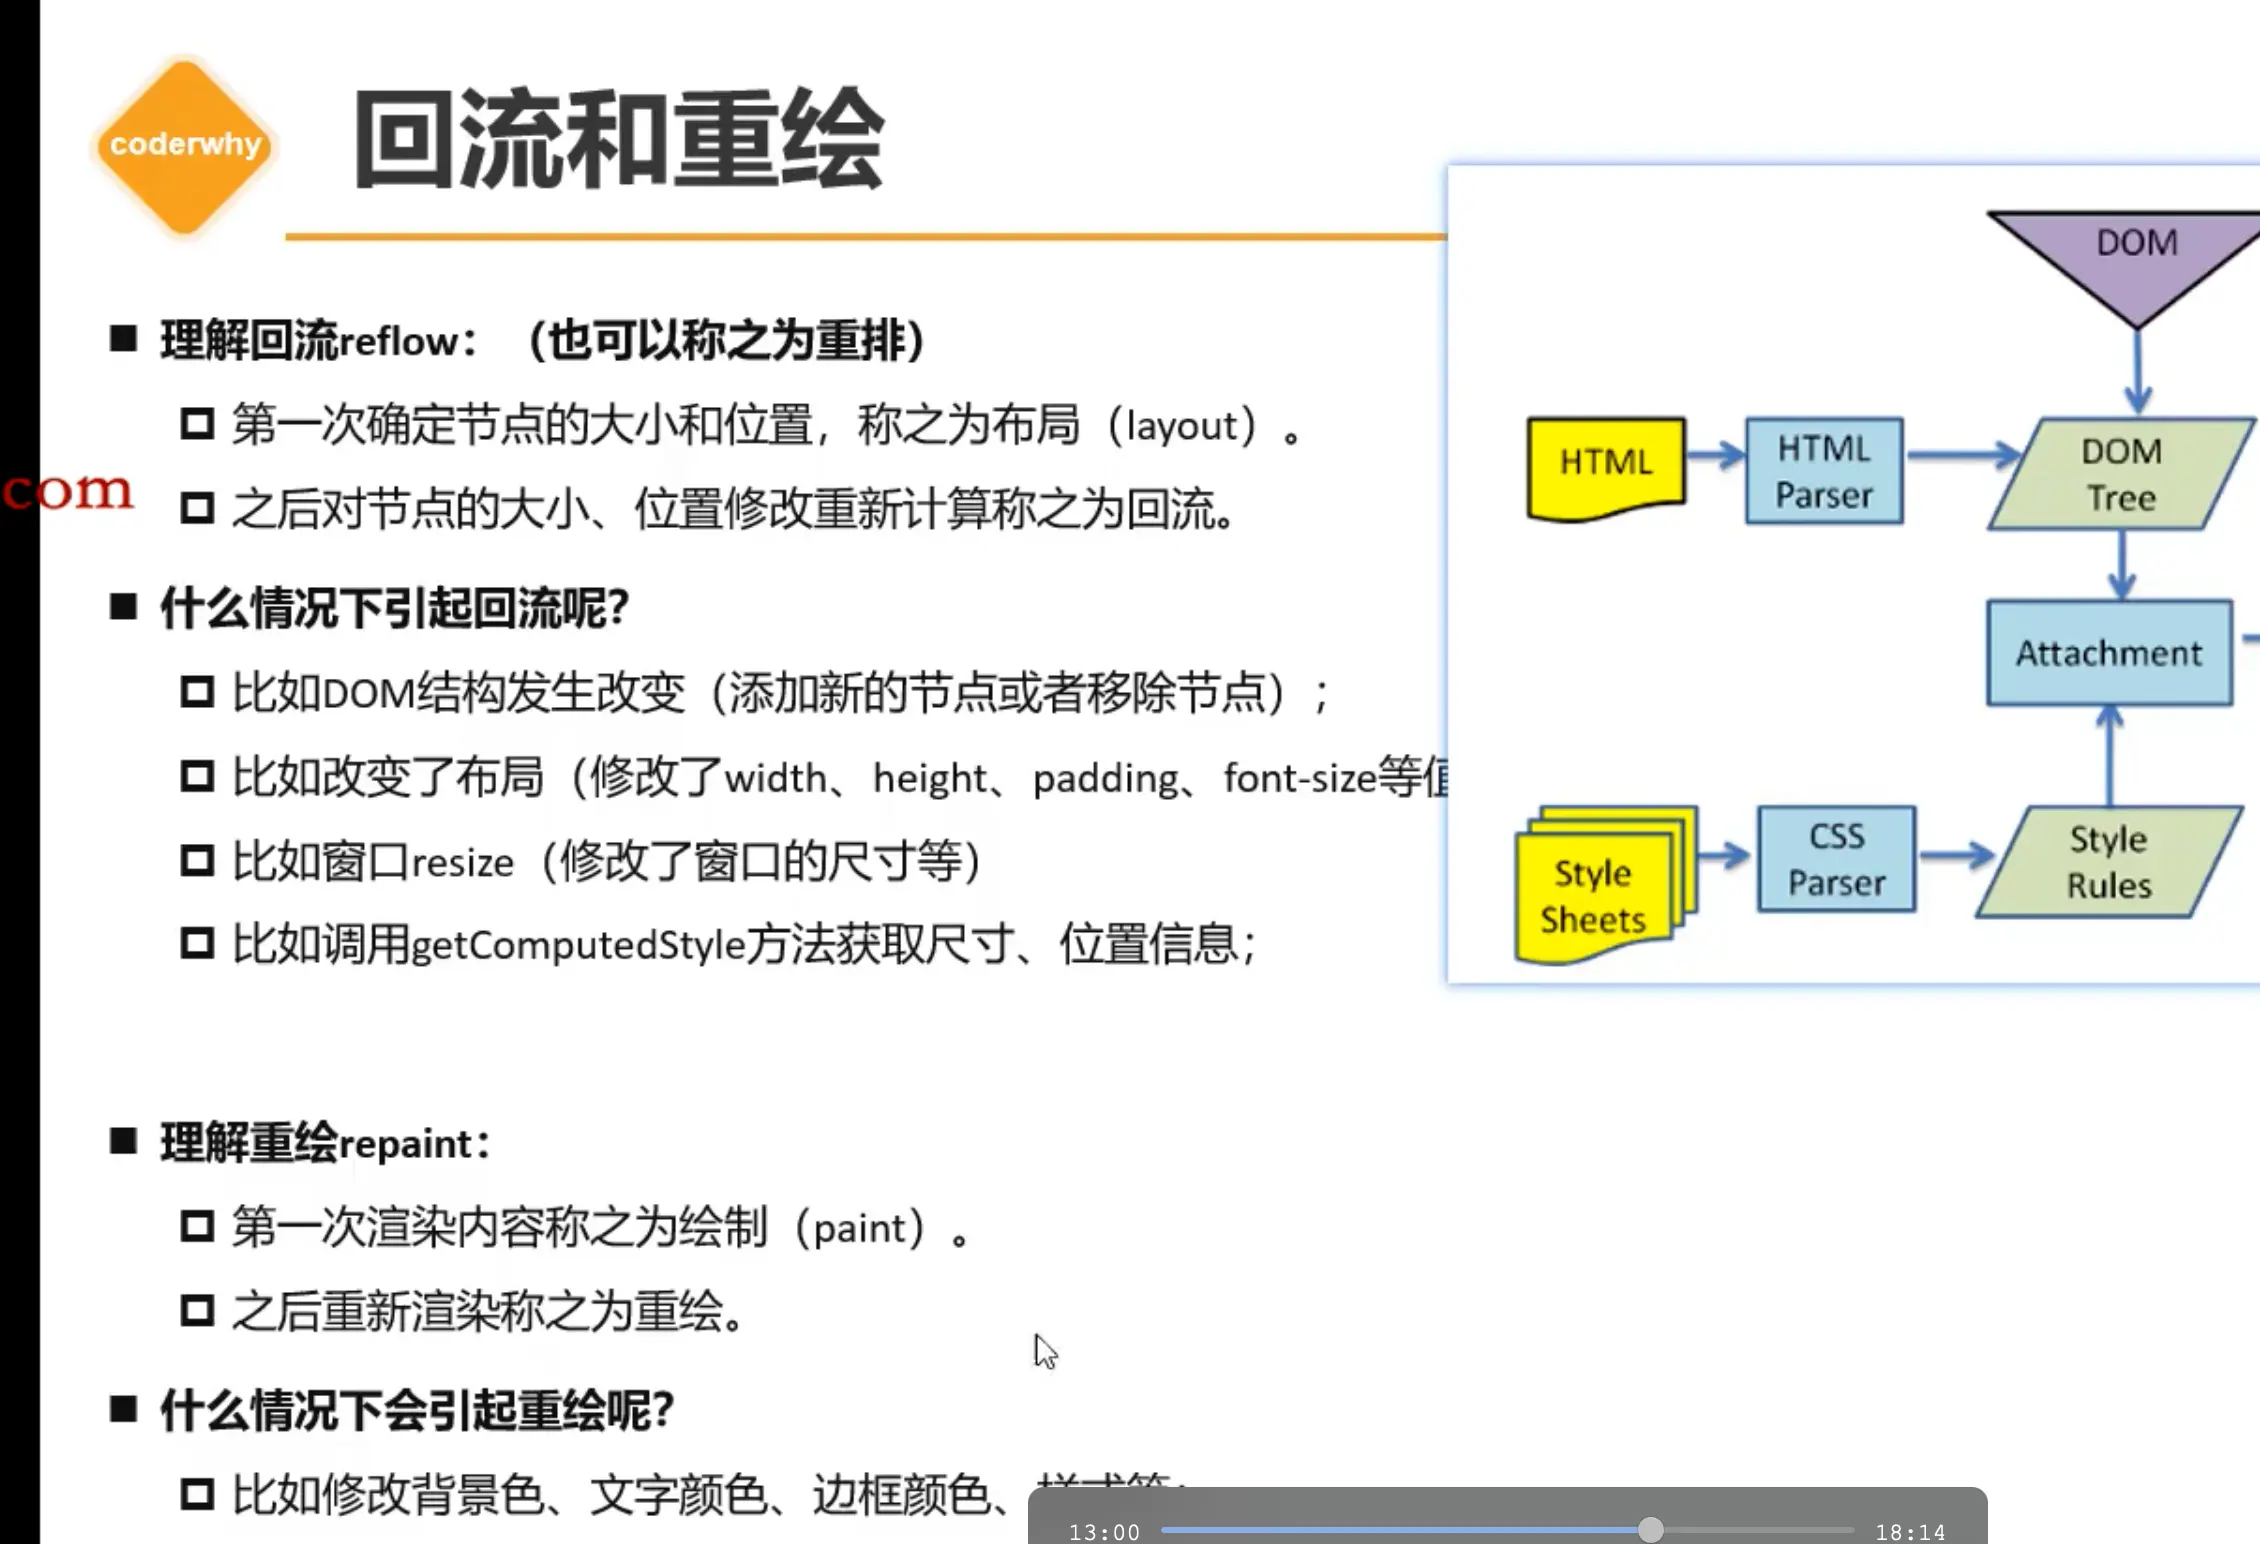 coderwhy
回流和重绘
理解回流reflow：（也可以称之为重排）
第一次确定节点的大小和位置，称之为布局（layout）。
com
之后对节点的大小、位置修改重新计算称之为回流。
什么情况下引起回流呢？
比如DOM结构发生改变（添加新的节点或者移除节点）；
比如改变了布局（修改了width、height、padding、font-size等值
比如窗口resize（修改了窗口的尺寸等）
比如调用getComputedStyle方法获取尺寸、位置信息；
理解重绘repaint：
第一次渲染内容称之为绘制（paint）。
之后重新渲染称之为重绘。
什么情况下会引起重绘呢？
比如修改背景色、文字颜色、边框颜色、样式等；
DOM
HTML
HTML
Parser
DOM
Tree
Attachment
Style
Sheets
CSS
Parser
Style
Rules
13:00
18:14